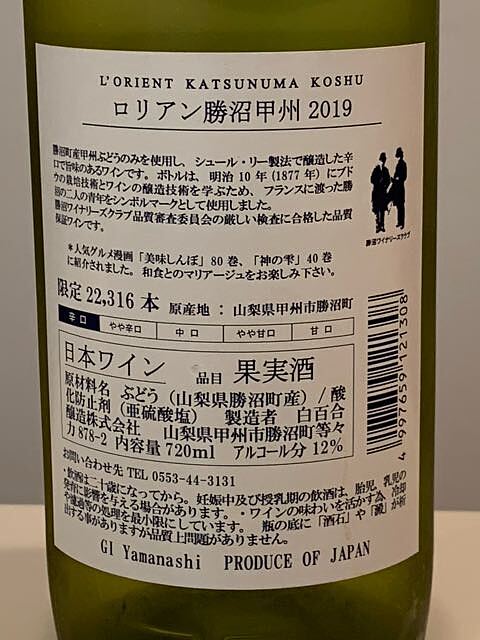 L'ORIENT KATSUNUMA KOSHU
ロリアン勝沼甲州 2019
勝沼町産甲州ぶどうのみを使用し、シュール・リー製法で醸造した辛
口で旨味のあるワインです。ボトルは、明治10年(1877年)にブド
ウの栽培技術とワインの醸造技術を学ぶため、フランスに渡った勝
沼の二人の青年をシンボルマークとして使用しました。
勝沼ワイナリーズクラブ品質審査委員会の厳しい検査に合格した品質
保証ワインです。
勝沼ワイナリーズクラブ
*人気グルメ漫画「美味しんぼ」80巻、「神の雫」40巻
に紹介されました。和食とのマリアージュをお楽しみ下さい。
限定 22,316 本 原産地 : 山梨県甲州市勝沼町
辛口 やや辛口 中口 やや甘口 甘口
日本ワイン 品目 果実酒
原材料名 ぶどう(山梨県勝沼町産)/酸
化防止剤(亜硫酸塩) 製造者 白百合
醸造株式会社 山梨県甲州市勝沼町等々
力 878-2 内容量 720ml アルコール分 12%
4997659121308
お問い合わせ先 TEL 0553-44-3131
・飲酒は二十歳になってから。妊娠中及び授乳期の飲酒は、胎児、乳児の
発育に影響を与える場合があります。・ワインの味わいを活かす為、冷却
や濾過等の処理を最小限にしています。 瓶の底に「酒石」や「澱」が析
出する事がありますが品質上問題がありません。
GI Yamanashi PRODUCE OF JAPAN